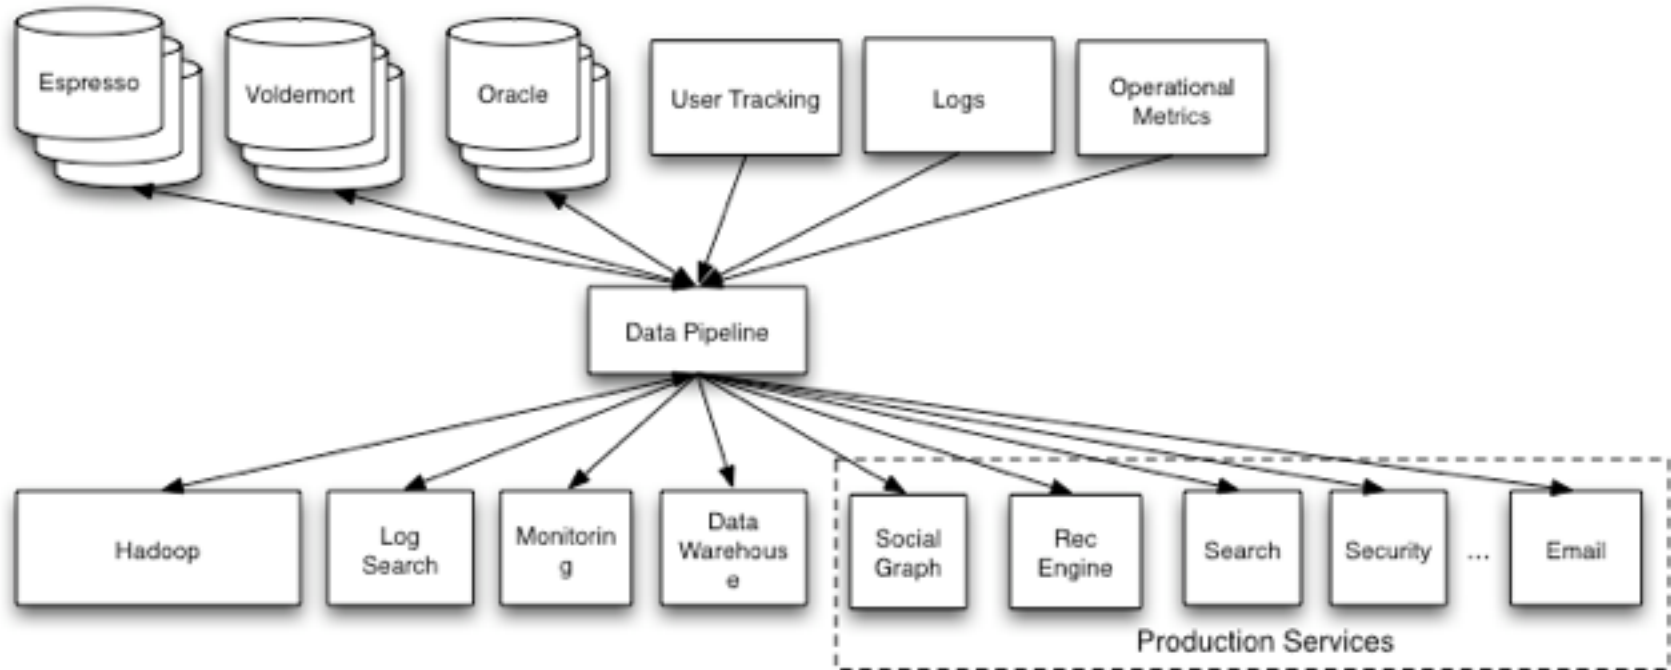 Espresso
Voldemort
Oracle
User Tracking
Logs
Operational
Metrics
Data Pipeline
Hadoop
Log
Search
Monitorin
g
Data
Warehous
e
Social
Graph
Rec
Engine
Search
Security
...
Email
Production Services